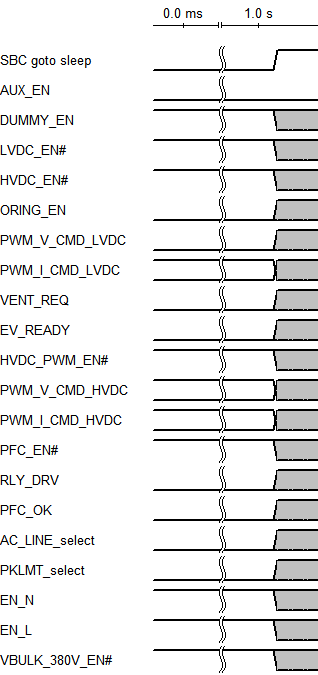 0.0 ms 1.0 s
SBC goto sleep
AUX_EN
DUMMY_EN
LVDC_EN#
HVDC_EN#
ORING_EN
PWM_V_CMD_LVDC
PWM_I_CMD_LVDC
VENT_REQ
EV_READY
HVDC_PWM_EN#
PWM_V_CMD_HVDC
PWM_I_CMD_HVDC
PFC_EN#
RLY_DRV
PFC_OK
AC_LINE_select
PKLMT_select
EN_N
EN_L
VBULK_380V_EN#